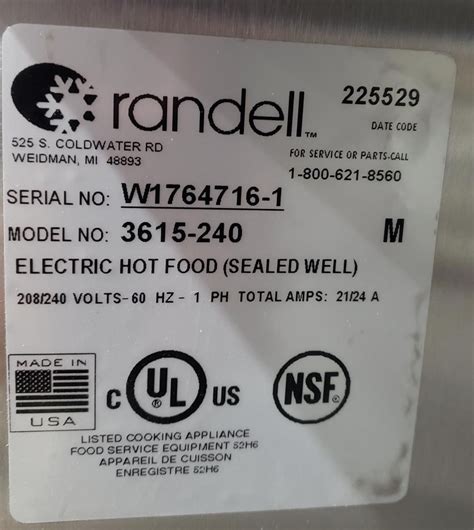 randell™
225529
DATE CODE
525 S. COLDWATER RD
WEIDMAN, MI 48893
FOR SERVICE OR PARTS-CALL
1-800-621-8560
SERIAL NO: W1764716-1
MODEL NO: 3615-240 M
ELECTRIC HOT FOOD (SEALED WELL)
208/240 VOLTS- 60 HZ - 1 PH TOTAL AMPS: 21/24 A
MADE IN
USA
C UL® US
NSF®
LISTED COOKING APPLIANCE
FOOD SERVICE EQUIPMENT 52H6
APPAREIL DE CUISSON
ENREGISTRE 52H6